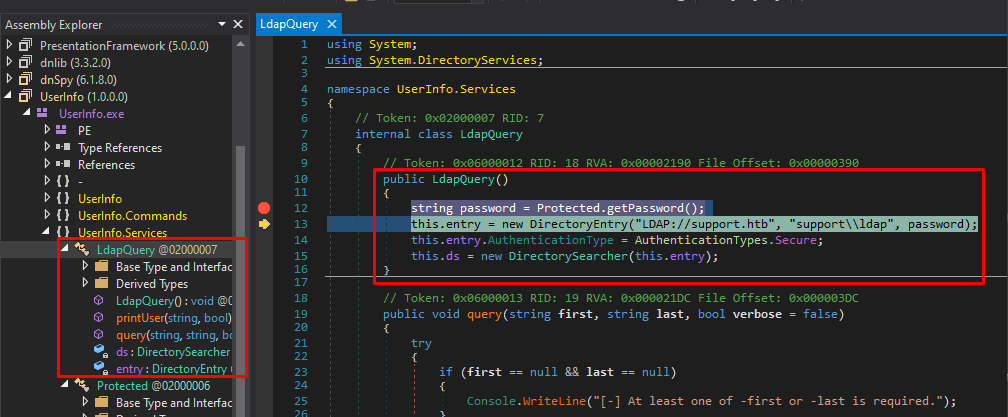 Assembly Explorer
PresentationFramework (5.0.0.0)
dnlib (3.3.2.0)
dnSpy (6.1.8.0)
UserInfo (1.0.0.0)
UserInfo.exe
PE
Type References
References
{ } -
{ } UserInfo
{ } UserInfo.Commands
{ } UserInfo.Services
LdapQuery @02000007
Base Type and Interfac
Derived Types
LdapQuery() : void @0
printUser(string, bool)
query(string, string, bo
ds : DirectorySearcher
entry : DirectoryEntry
Protected @02000006
Base Type and Interfac
LdapQuery X
1 using System;
2 using System.DirectoryServices;
3
4 namespace UserInfo.Services
5 {
6 // Token: 0x02000007 RID: 7
7 internal class LdapQuery
8 {
9 // Token: 0x06000012 RID: 18 RVA: 0x00002190 File Offset: 0x00000390
10 public LdapQuery()
11 {
12 string password = Protected.getPassword();
13 this.entry = new DirectoryEntry("LDAP://support.htb", "support\\ldap", password);
14 this.entry.AuthenticationType = AuthenticationTypes.Secure;
15 this.ds = new DirectorySearcher(this.entry);
16 }
17
18 // Token: 0x06000013 RID: 19 RVA: 0x000021DC File Offset: 0x000003DC
19 public void query(string first, string last, bool verbose = false)
20 {
21 try
22 {
23 if (first == null && last == null)
24 {
25 Console.WriteLine("[-] At least one of -first or -last is required.");
26 return;